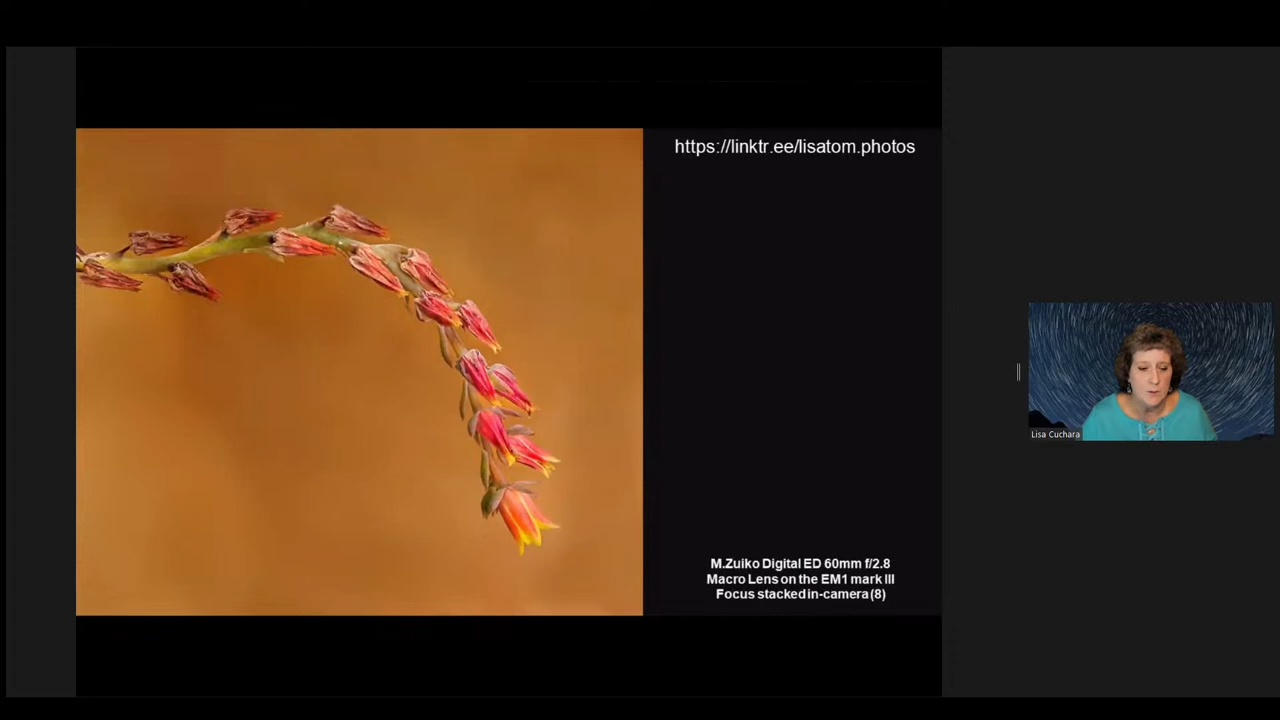 https://linktr.ee/lisatom.photos
M.Zuiko Digital ED 60mm f/2.8
Macro Lens on the EM1 mark III
Focus stacked in-camera (8)
Lisa Cuchara